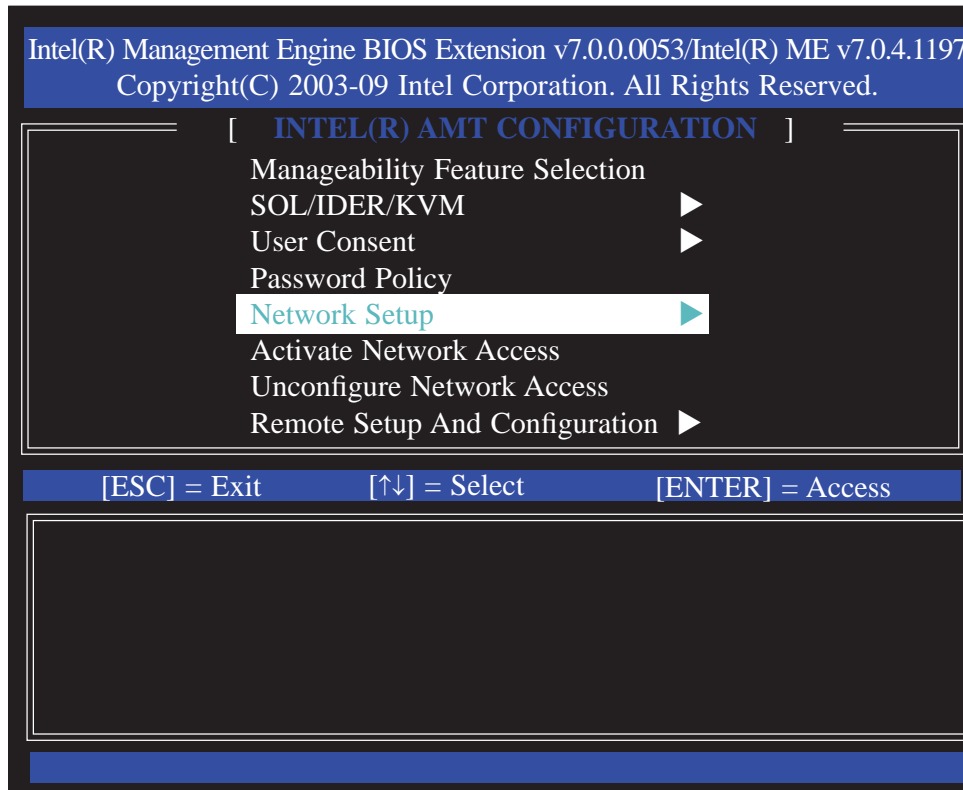 Intel(R) Management Engine BIOS Extension v7.0.0.0053/Intel(R) ME v7.0.4.1197
Copyright(C) 2003-09 Intel Corporation. All Rights Reserved.
[ INTEL(R) AMT CONFIGURATION ]
Manageability Feature Selection
SOL/IDER/KVM ▶
User Consent ▶
Password Policy
Network Setup ▶
Activate Network Access
Unconfigure Network Access
Remote Setup And Configuration ▶
[ESC] = Exit [↑↓] = Select [ENTER] = Access